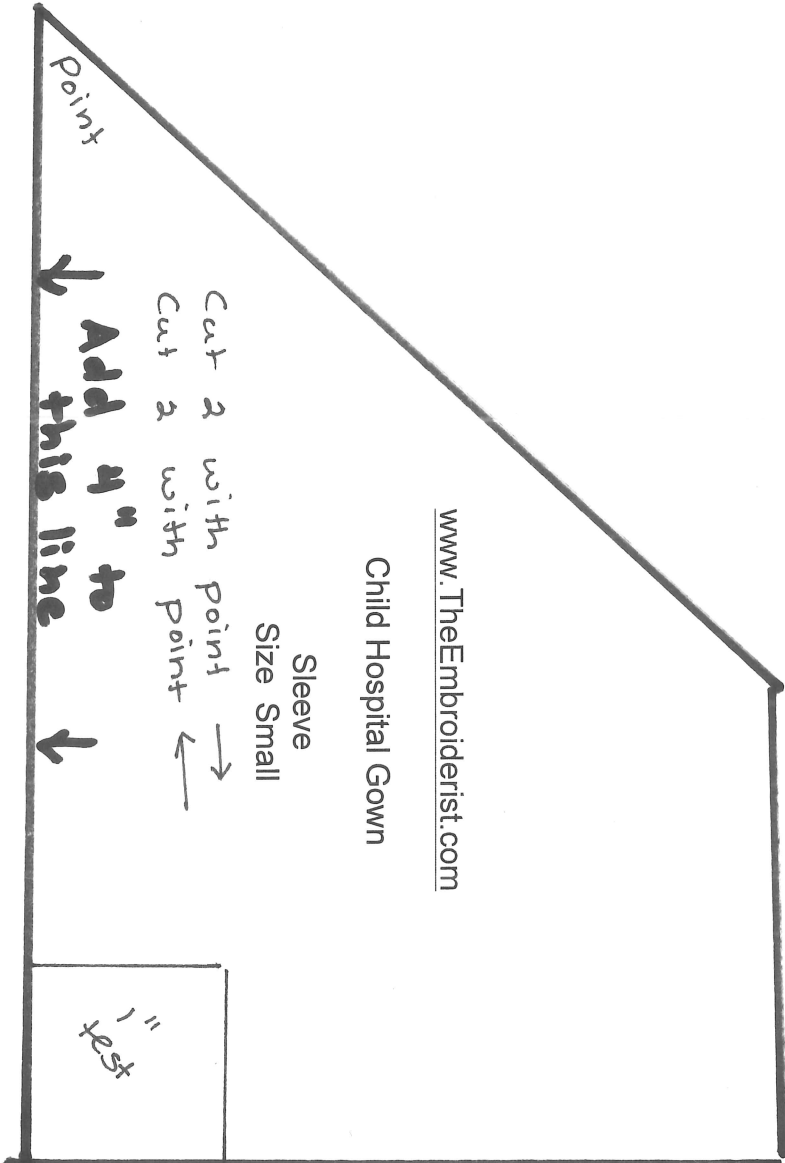 www.TheEmbroiderist.com
Child Hospital Gown
Sleeve
Size Small
Cut 2 with point →
Cut 2 with point ←
Add 4" to
this line
Point
1"
test